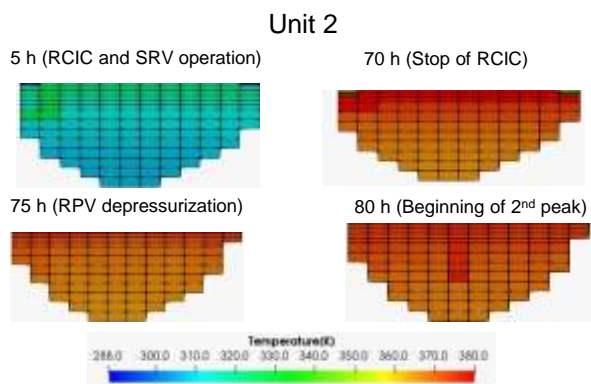 Unit 2
5 h (RCIC and SRV operation)
70 h (Stop of RCIC)
75 h (RPV depressurization)
80 h (Beginning of 2nd peak)
Temperature(K)
288.0 300.0 310.0 320.0 330.0 340.0 350.0 360.0 370.0 380.0